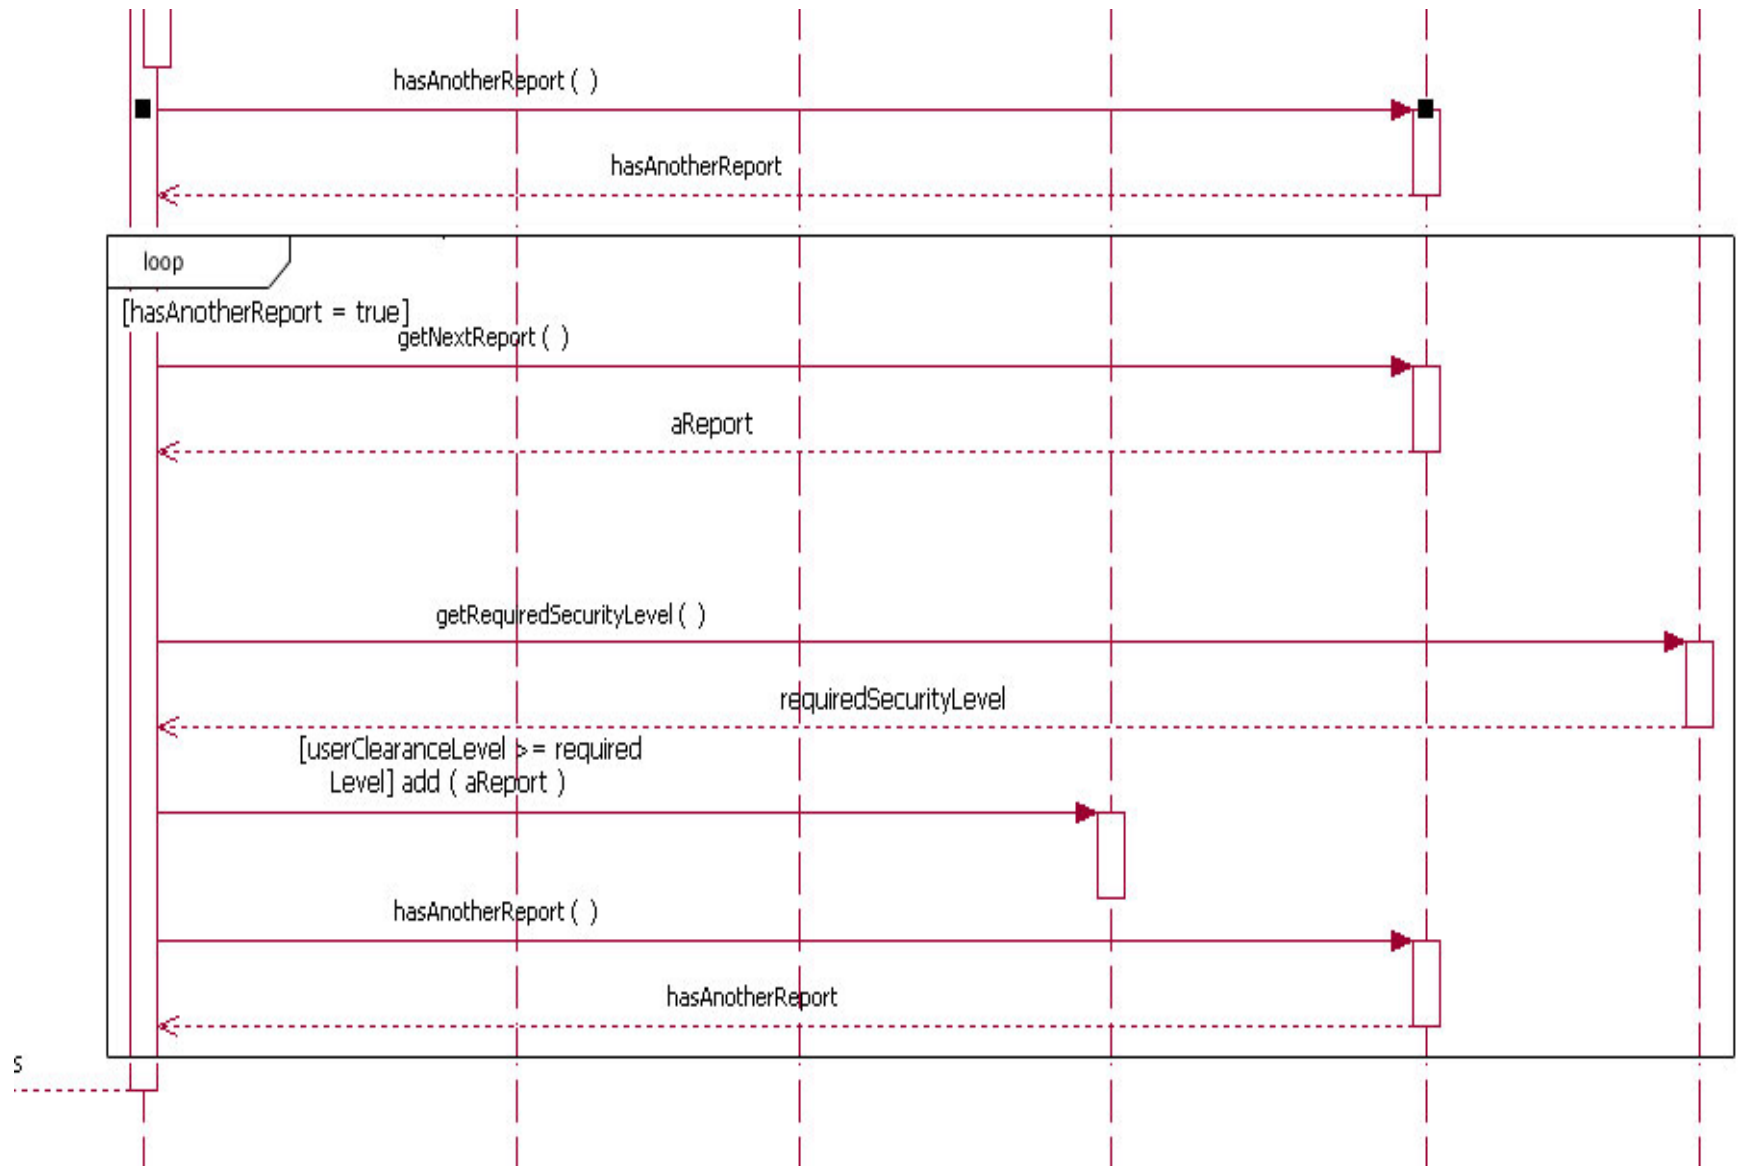 hasAnotherReport ( )
hasAnotherReport
loop
[hasAnotherReport = true]
getNextReport ( )
aReport
getRequiredSecurityLevel ( )
requiredSecurityLevel
[userClearanceLevel >= required
Level] add ( aReport )
hasAnotherReport ( )
hasAnotherReport
s